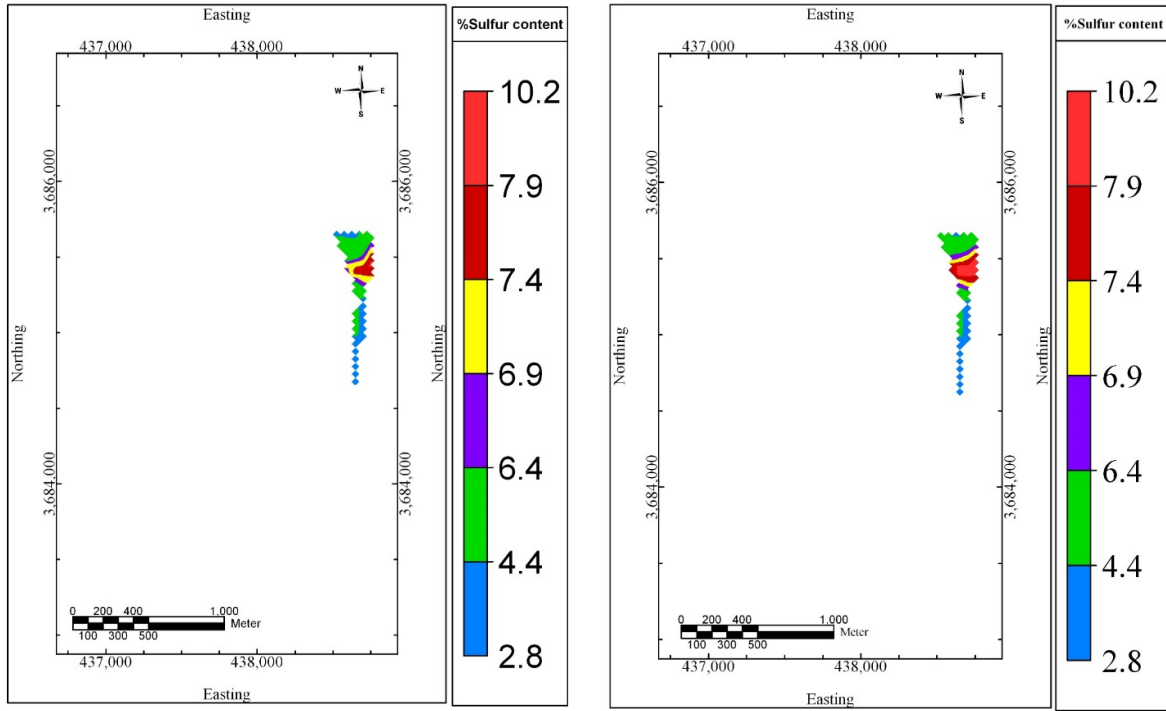 Easting
437,000 438,000
N
W E
S
3,686,000 3,686,000
Northing Northing
3,684,000 3,684,000
0 200 400 1,000
Meter
100 300 500
437,000 438,000
Easting
%Sulfur content
10.2
7.9
7.4
6.9
6.4
4.4
2.8
Easting
437,000 438,000
N
W E
S
3,686,000 3,686,000
Northing Northing
3,684,000 3,684,000
0 200 400 1,000
Meter
100 300 500
437,000 438,000
Easting
%Sulfur content
10.2
7.9
7.4
6.9
6.4
4.4
2.8